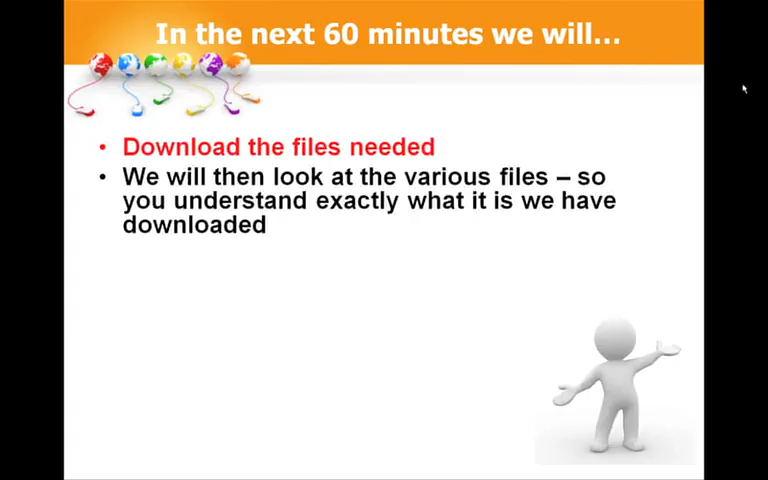 In the next 60 minutes we will...
• Download the files needed
• We will then look at the various files – so
you understand exactly what it is we have
downloaded